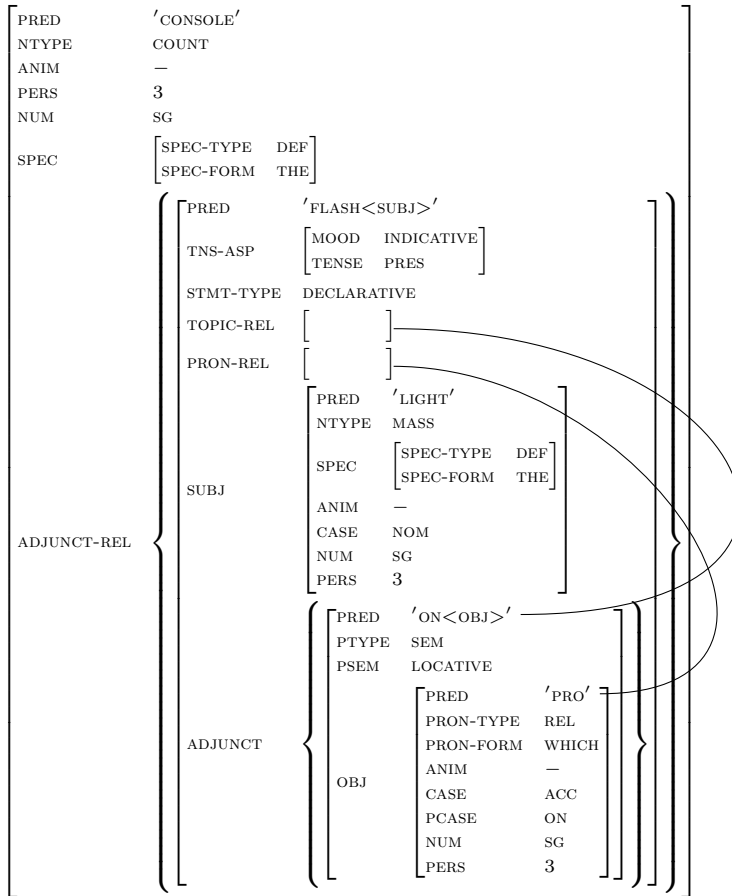 PRED ′CONSOLE′
NTYPE COUNT
ANIM −
PERS 3
NUM SG
SPEC
SPEC-TYPE DEF
SPEC-FORM THE
PRED ′FLASH<SUBJ>′
TNS-ASP
MOOD INDICATIVE
TENSE PRES
STMT-TYPE DECLARATIVE
TOPIC-REL
PRON-REL
SUBJ
PRED ′LIGHT′
NTYPE MASS
SPEC
SPEC-TYPE DEF
SPEC-FORM THE
ANIM −
CASE NOM
NUM SG
PERS 3
ADJUNCT-REL
PRED ′ON<OBJ>′
PTYPE SEM
PSEM LOCATIVE
ADJUNCT
OBJ
PRED ′PRO′
PRON-TYPE REL
PRON-FORM WHICH
ANIM −
CASE ACC
PCASE ON
NUM SG
PERS 3